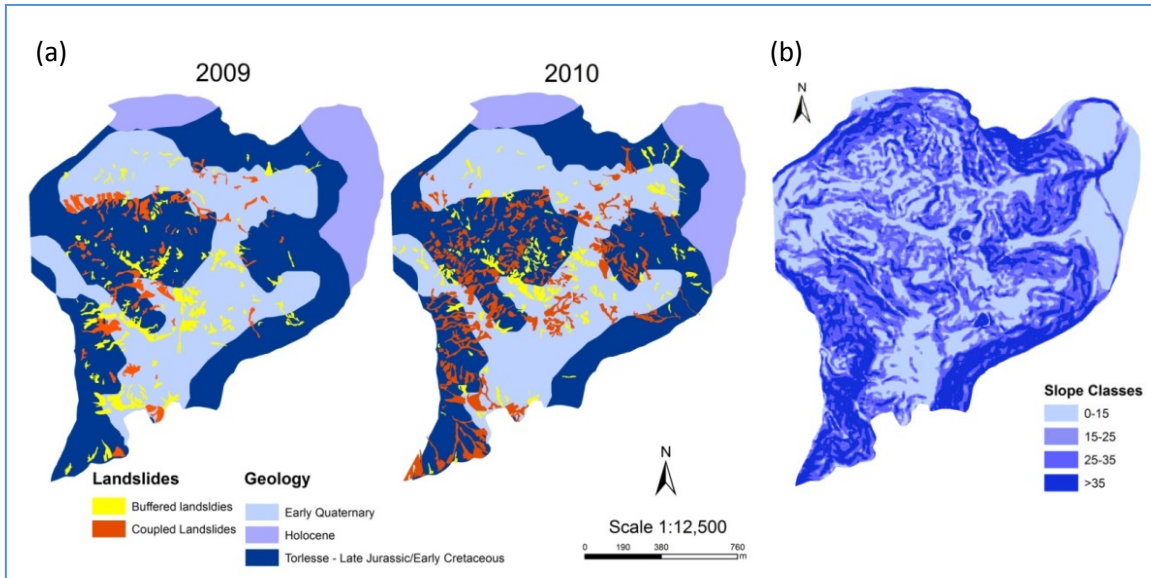 (a)
2009
2010
(b)
N
Landslides
Buffered landsldies
Coupled Landslides
Geology
Early Quaternary
Holocene
Torlesse - Late Jurassic/Early Cretaceous
N
Scale 1:12,500
0 190 380 760
m
Slope Classes
0-15
15-25
25-35
>35